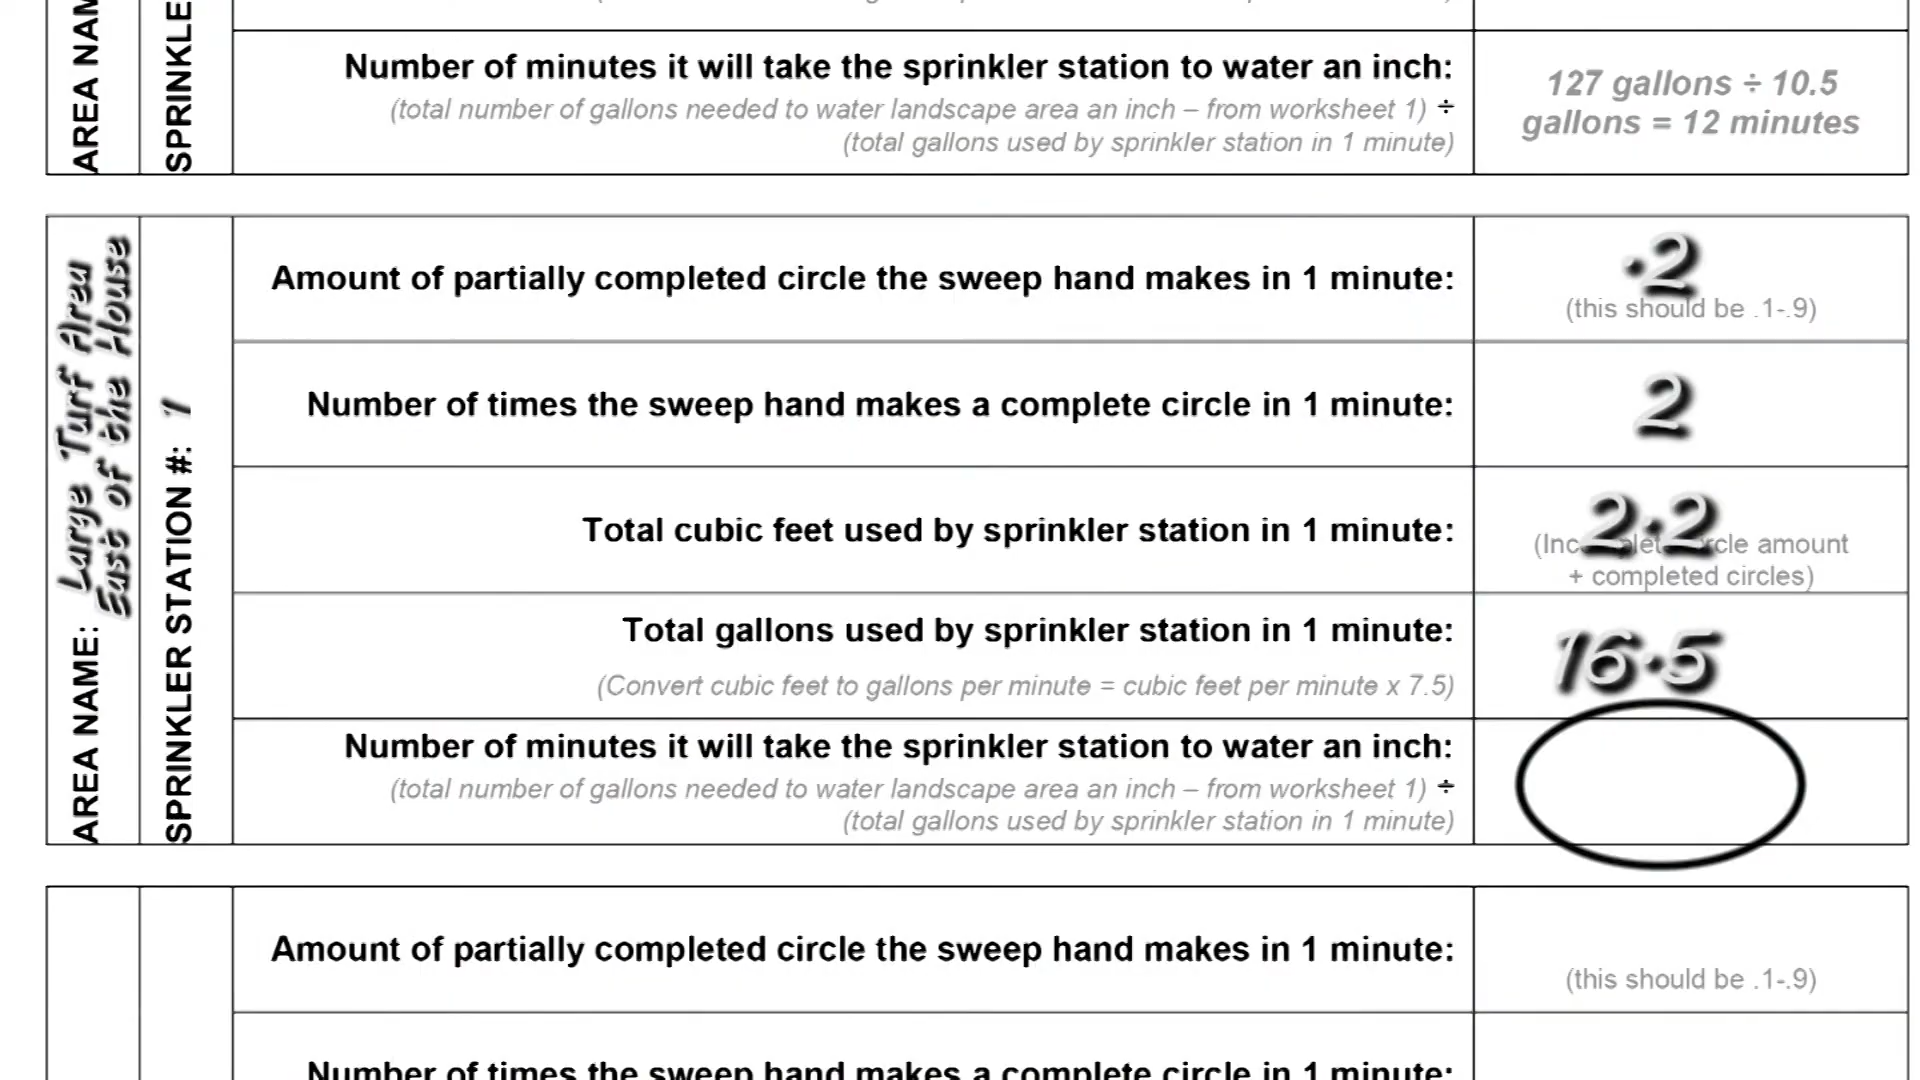 AREA NAM
SPRINKLE
Number of minutes it will take the sprinkler station to water an inch:
(total number of gallons needed to water landscape area an inch – from worksheet 1) ÷
(total gallons used by sprinkler station in 1 minute)
127 gallons ÷ 10.5
gallons = 12 minutes
AREA NAME: Large Turf Area
East of the House
SPRINKLER STATION #: 1
Amount of partially completed circle the sweep hand makes in 1 minute:
.2
(this should be .1-.9)
Number of times the sweep hand makes a complete circle in 1 minute:
2
Total cubic feet used by sprinkler station in 1 minute:
2.2
amount
+ completed circles)
Total gallons used by sprinkler station in 1 minute:
(Convert cubic feet to gallons per minute = cubic feet per minute x 7.5)
16.5
Number of minutes it will take the sprinkler station to water an inch:
(total number of gallons needed to water landscape area an inch – from worksheet 1) ÷
(total gallons used by sprinkler station in 1 minute)
Amount of partially completed circle the sweep hand makes in 1 minute:
(this should be .1-.9)
Number of times the sweep hand makes a complete circle in 1 minute: